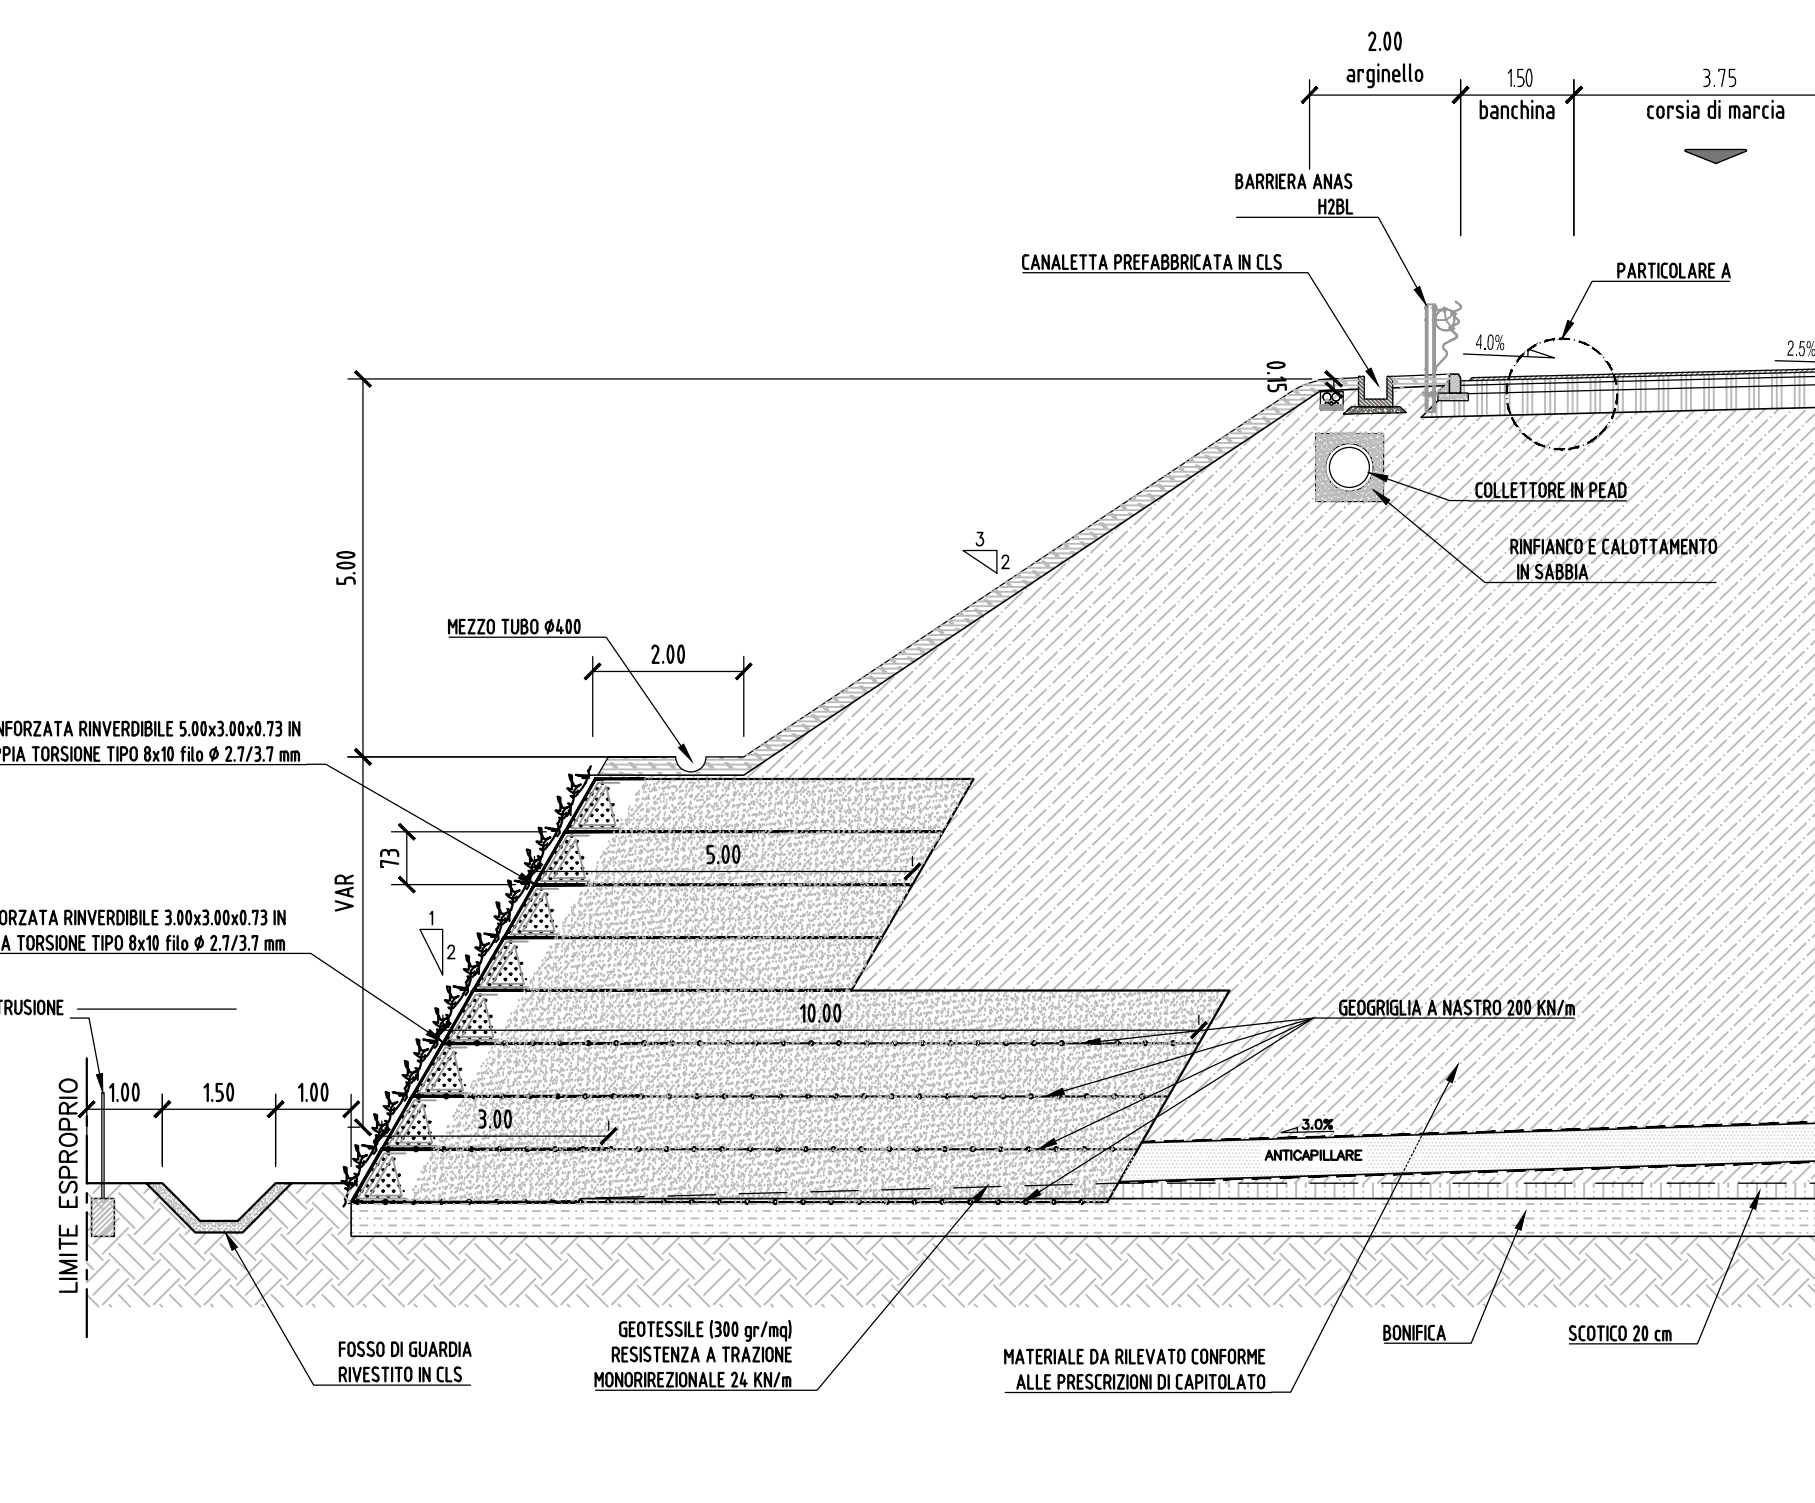 2.00
arginello
1.50
banchina
3.75
corsia di marcia
BARRIERA ANAS
H2BL
CANALETTA PREFABBRICATA IN CLS
PARTICOLARE A
4.0%
2.5%
0.15
COLLETTORE IN PEAD
RINFIANCO E CALOTTAMENTO
IN SABBIA
3
2
5.00
MEZZO TUBO Ø400
2.00
NFORZATA RINVERDIBILE 5.00x3.00x0.73 IN
PPIA TORSIONE TIPO 8x10 filo Ø 2.7/3.7 mm
73
5.00
VAR
ORZATA RINVERDIBILE 3.00x3.00x0.73 IN
A TORSIONE TIPO 8x10 filo Ø 2.7/3.7 mm
1
2
TRUSIONE
10.00
GEOGRIGLIA A NASTRO 200 KN/m
LIMITE ESPROPRIO
1.00
1.50
1.00
3.00
3.0%
ANTICAPILLARE
FOSSO DI GUARDIA
RIVESTITO IN CLS
GEOTESSILE (300 gr/mq)
RESISTENZA A TRAZIONE
MONORIREZIONALE 24 KN/m
MATERIALE DA RILEVATO CONFORME
ALLE PRESCRIZIONI DI CAPITOLATO
BONIFICA
SCOTICO 20 cm